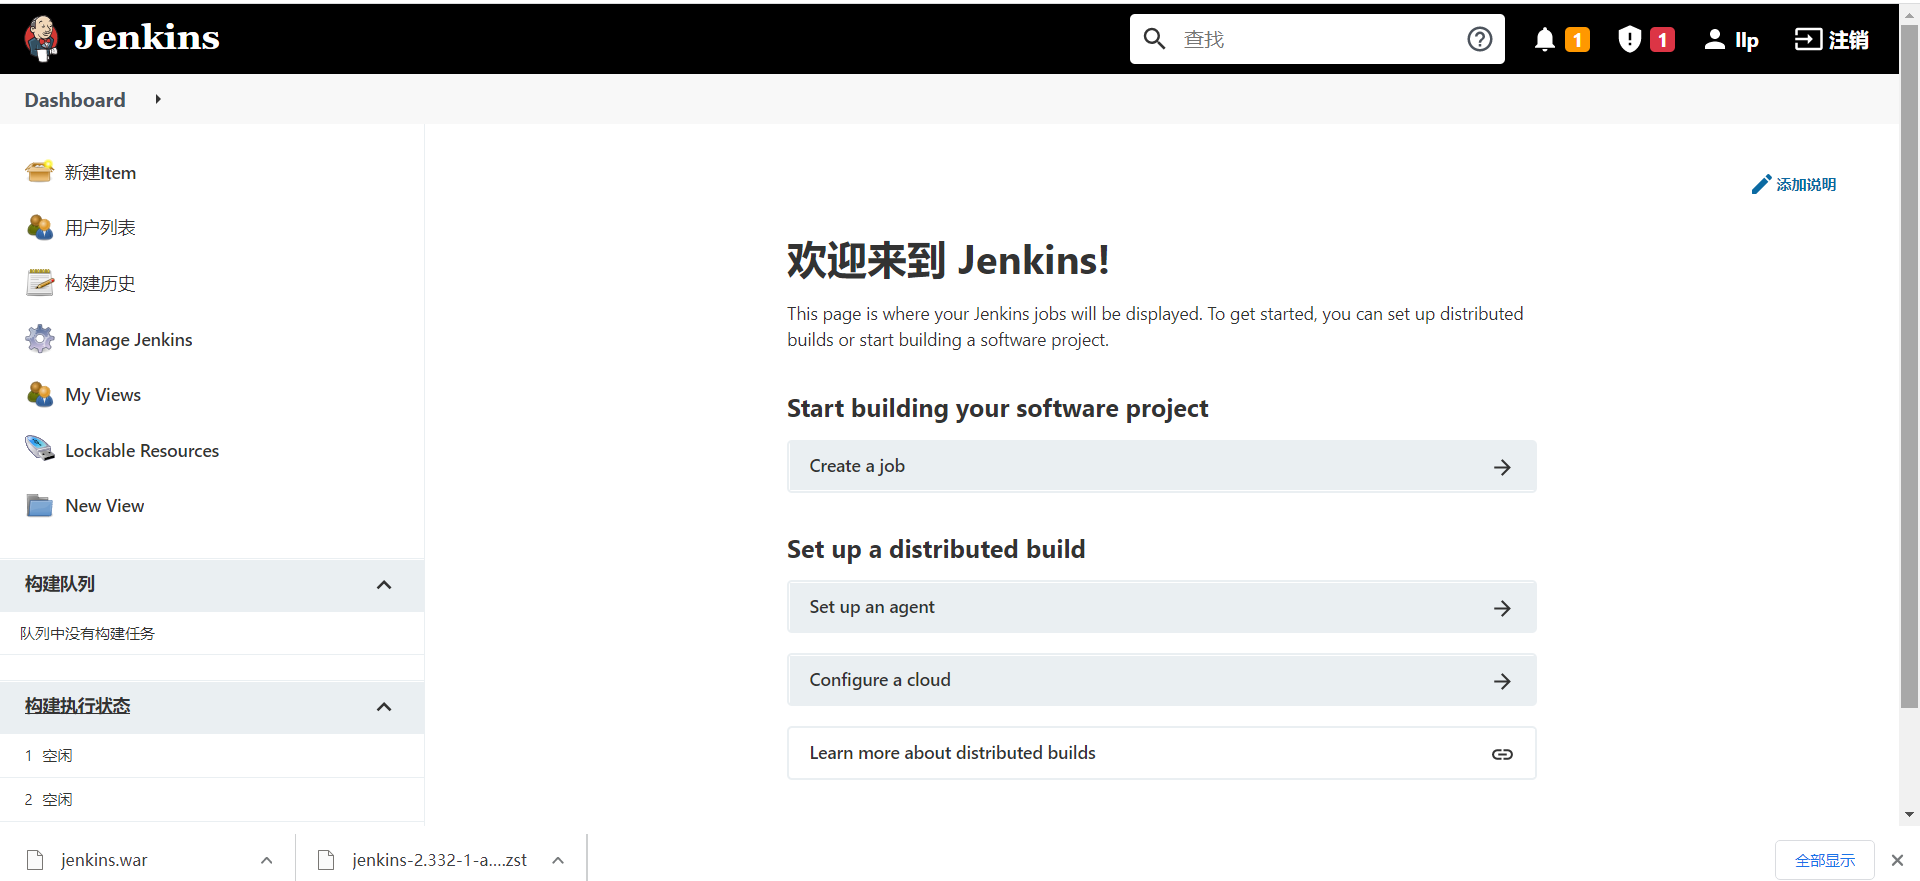 Jenkins
查找
1
1
llp
注销
Dashboard
新建Item
用户列表
构建历史
Manage Jenkins
My Views
Lockable Resources
New View
构建队列
队列中没有构建任务
构建执行状态
1 空闲
2 空闲
添加说明
欢迎来到 Jenkins!
This page is where your Jenkins jobs will be displayed. To get started, you can set up distributed
builds or start building a software project.
Start building your software project
Create a job
Set up a distributed build
Set up an agent
Configure a cloud
Learn more about distributed builds
jenkins.war
jenkins-2.332-1-a....zst
全部显示